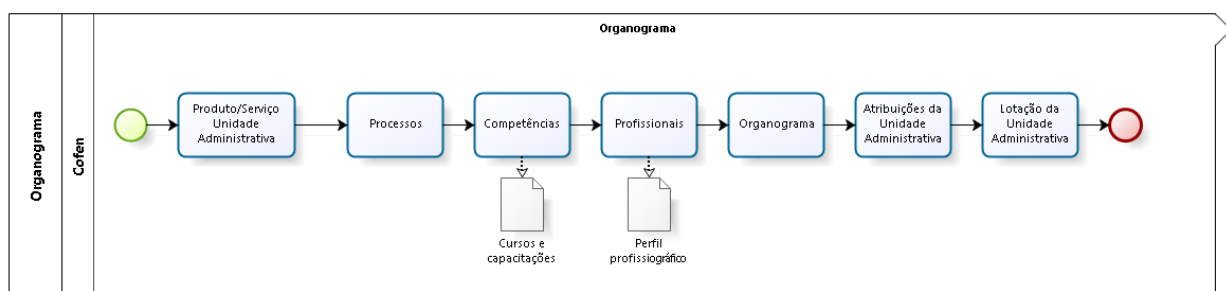 Organograma
Organograma
Cofen
Produto/Serviço
Unidade
Administrativa
Processos
Competências
Profissionais
Organograma
Atribuições da
Unidade
Administrativa
Lotação da
Unidade
Administrativa
Cursos e
capacitações
Perfil
profissiográfico